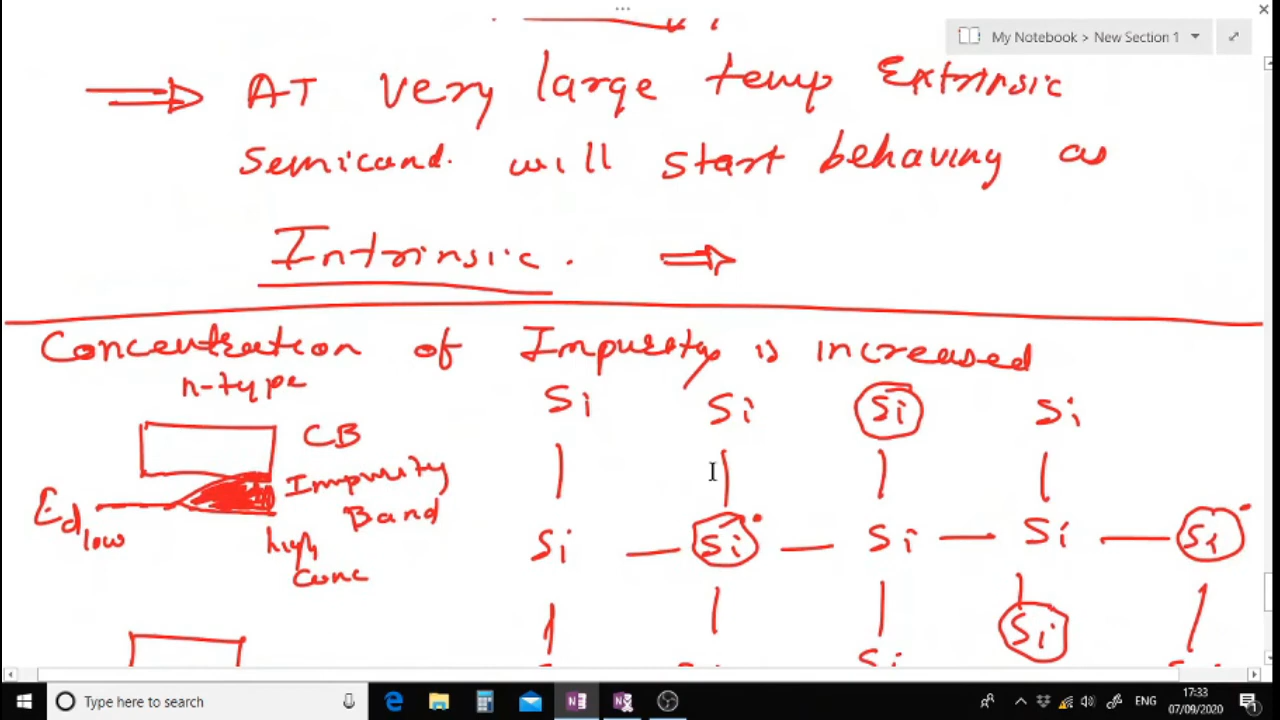 My Notebook > New Section 1
AT very large temp Extrinsic
Semicond. will start behaving as
Intrinsic.
Concentration of Impurity is increased
n-type
Si Si Si Si
CB
Impurity
Band
Ed low
high
conc
Si Si Si Si Si
Si
Type here to search
ENG
17:33
07/09/2020